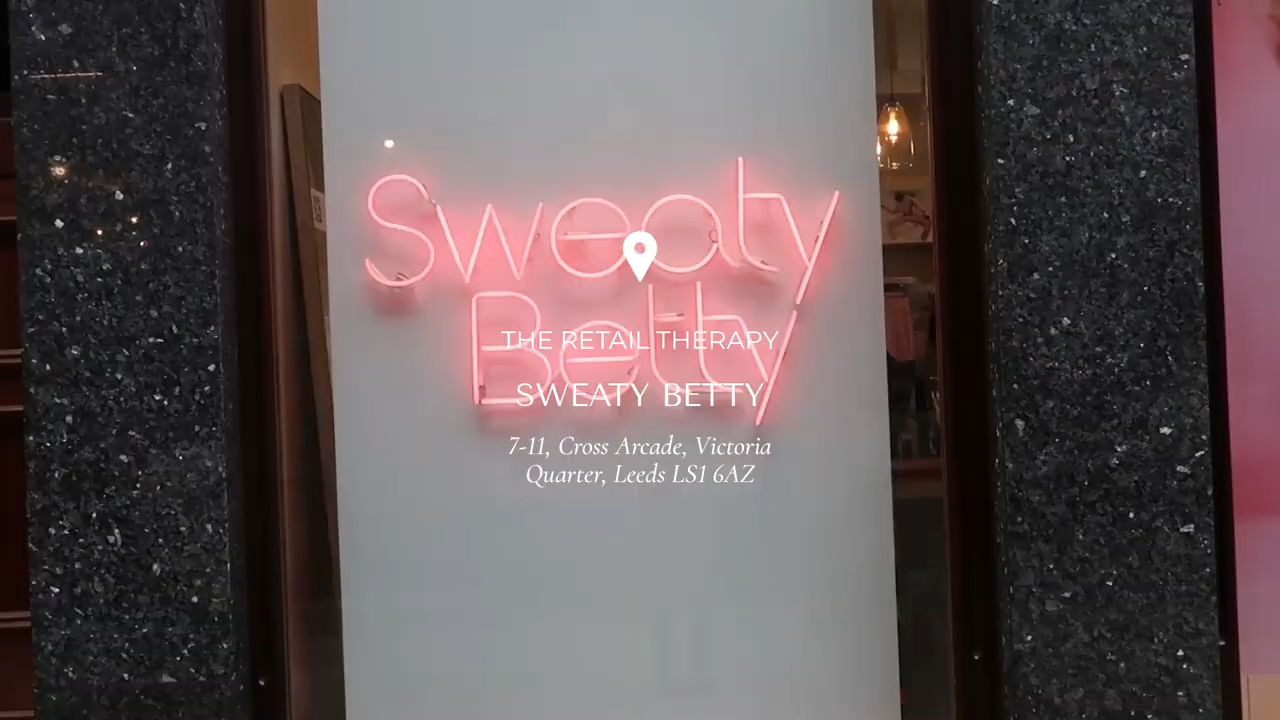 Sweaty
Betty
THE RETAIL THERAPY
SWEATY BETTY
7-11, Cross Arcade, Victoria
Quarter, Leeds LS1 6AZ